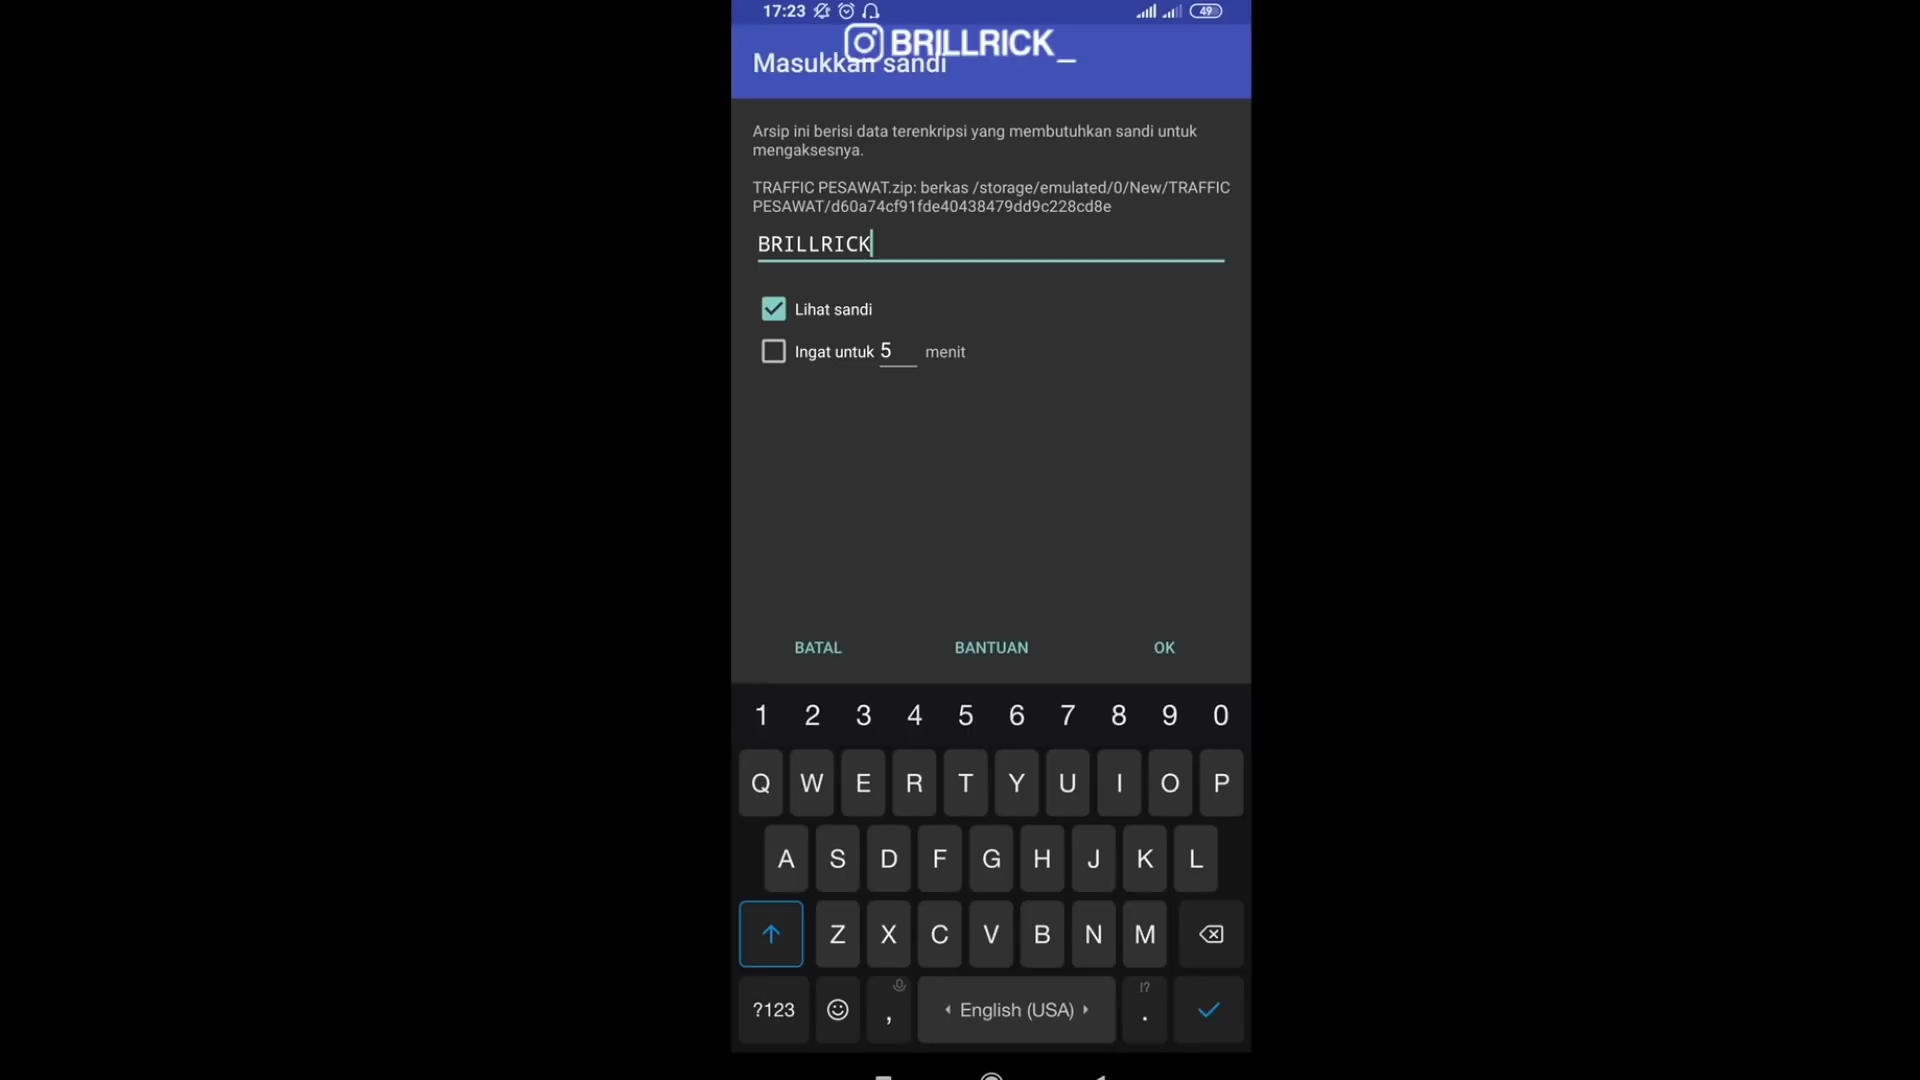 17:23
49
BRILLRICK_
Masukkan sandi
Arsip ini berisi data terenkripsi yang membutuhkan sandi untuk
mengaksesnya.
TRAFFIC PESAWAT.zip: berkas /storage/emulated/0/New/TRAFFIC
PESAWAT/d60a74cf91fde40438479dd9c228cd8e
BRILLRICK
Lihat sandi
Ingat untuk 5 menit
BATAL BANTUAN OK
1 2 3 4 5 6 7 8 9 0
Q W E R T Y U I O P
A S D F G H J K L
Z X C V B N M
!?
?123 , English (USA) .